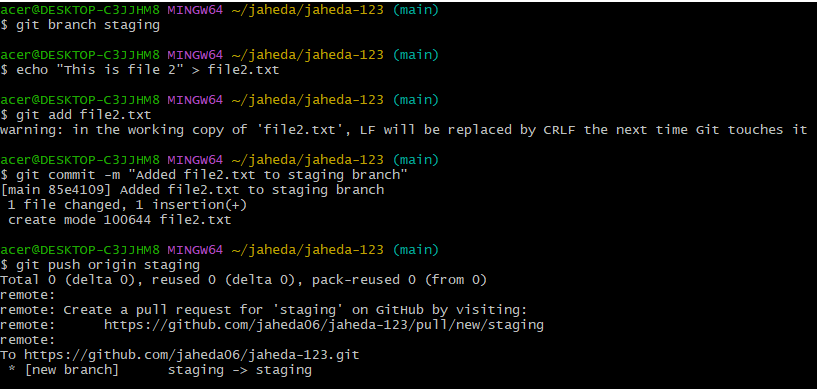 acer@DESKTOP-C3JJHM8 MINGW64 ~/jaheda/jaheda-123 (main)
$ git branch staging
acer@DESKTOP-C3JJHM8 MINGW64 ~/jaheda/jaheda-123 (main)
$ echo "This is file 2" > file2.txt
acer@DESKTOP-C3JJHM8 MINGW64 ~/jaheda/jaheda-123 (main)
$ git add file2.txt
warning: in the working copy of 'file2.txt', LF will be replaced by CRLF the next time Git touches it
acer@DESKTOP-C3JJHM8 MINGW64 ~/jaheda/jaheda-123 (main)
$ git commit -m "Added file2.txt to staging branch"
[main 85e4109] Added file2.txt to staging branch
 1 file changed, 1 insertion(+)
 create mode 100644 file2.txt
acer@DESKTOP-C3JJHM8 MINGW64 ~/jaheda/jaheda-123 (main)
$ git push origin staging
Total 0 (delta 0), reused 0 (delta 0), pack-reused 0 (from 0)
remote:
remote: Create a pull request for 'staging' on GitHub by visiting:
remote:      https://github.com/jaheda06/jaheda-123/pull/new/staging
remote:
To https://github.com/jaheda06/jaheda-123.git
 * [new branch]      staging -> staging